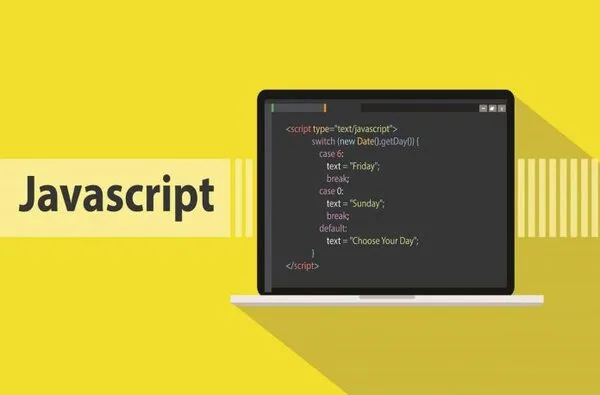 Javascript
<script type="text/javascript">
switch (new Date().getDay()) {
case 6:
text = "Friday";
break;
case 0:
text = "Sunday";
break;
default:
text = "Choose Your Day";
}
</script>